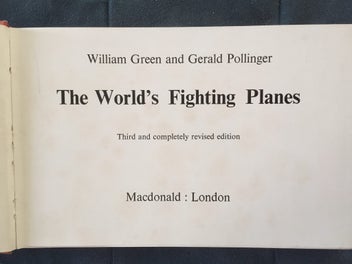 William Green and Gerald Pollinger
The World's Fighting Planes
Third and completely revised edition
Macdonald : London